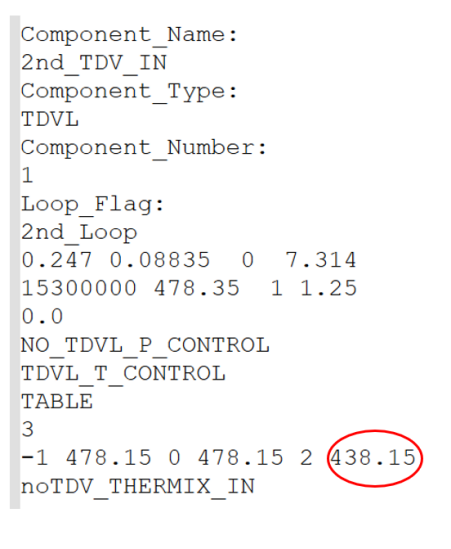 Component_Name:
2nd_TDV_IN
Component_Type:
TDVL
Component_Number:
1
Loop_Flag:
2nd_Loop
0.247 0.08835  0  7.314
15300000 478.35  1 1.25
0.0
NO_TDVL_P_CONTROL
TDVL_T_CONTROL
TABLE
3
-1 478.15 0 478.15 2 438.15
noTDV_THERMIX_IN